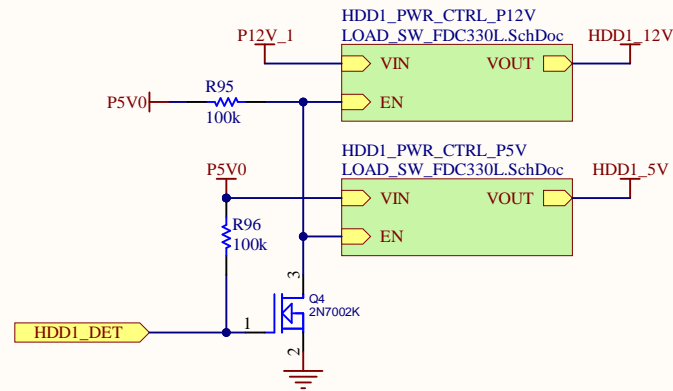 HDD1_PWR_CTRL_P12V
P12V_1
LOAD_SW_FDC330L.SchDoc
HDD1_12V
VIN
VOUT
R95
P5V0
EN
100k
HDD1_PWR_CTRL_P5V
P5V0
LOAD_SW_FDC330L.SchDoc
HDD1_5V
VIN
VOUT
R96
100k
EN
3
Q4
2N7002K
HDD1_DET
1
2